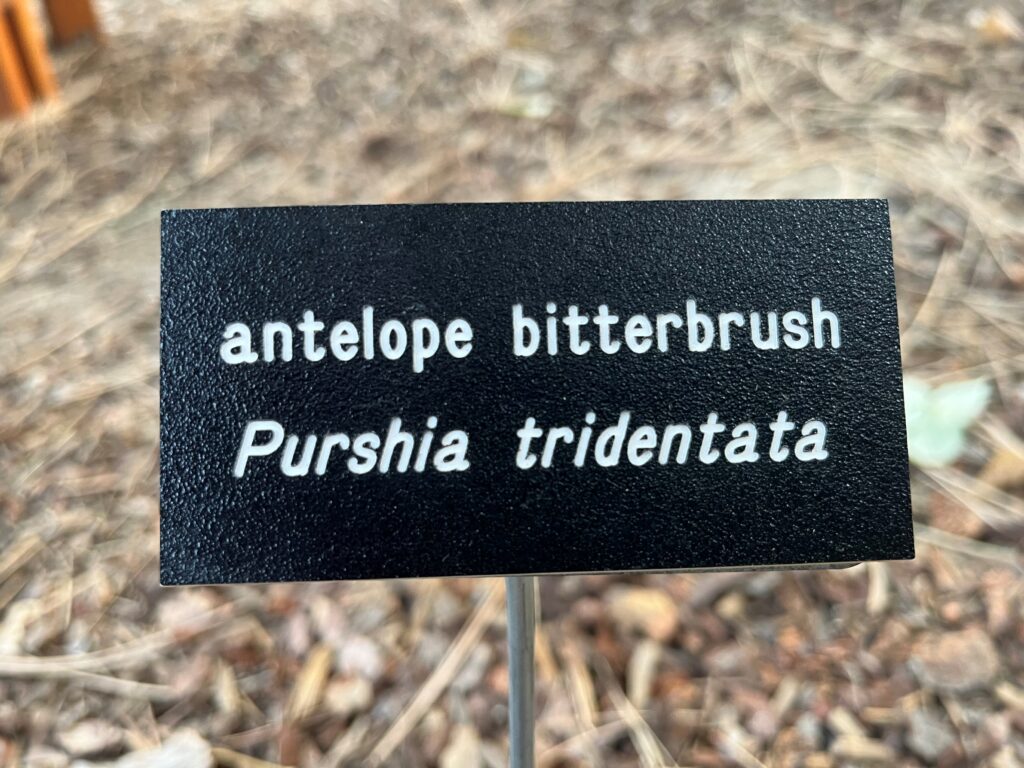 antelope bitterbrush
Purshia tridentata